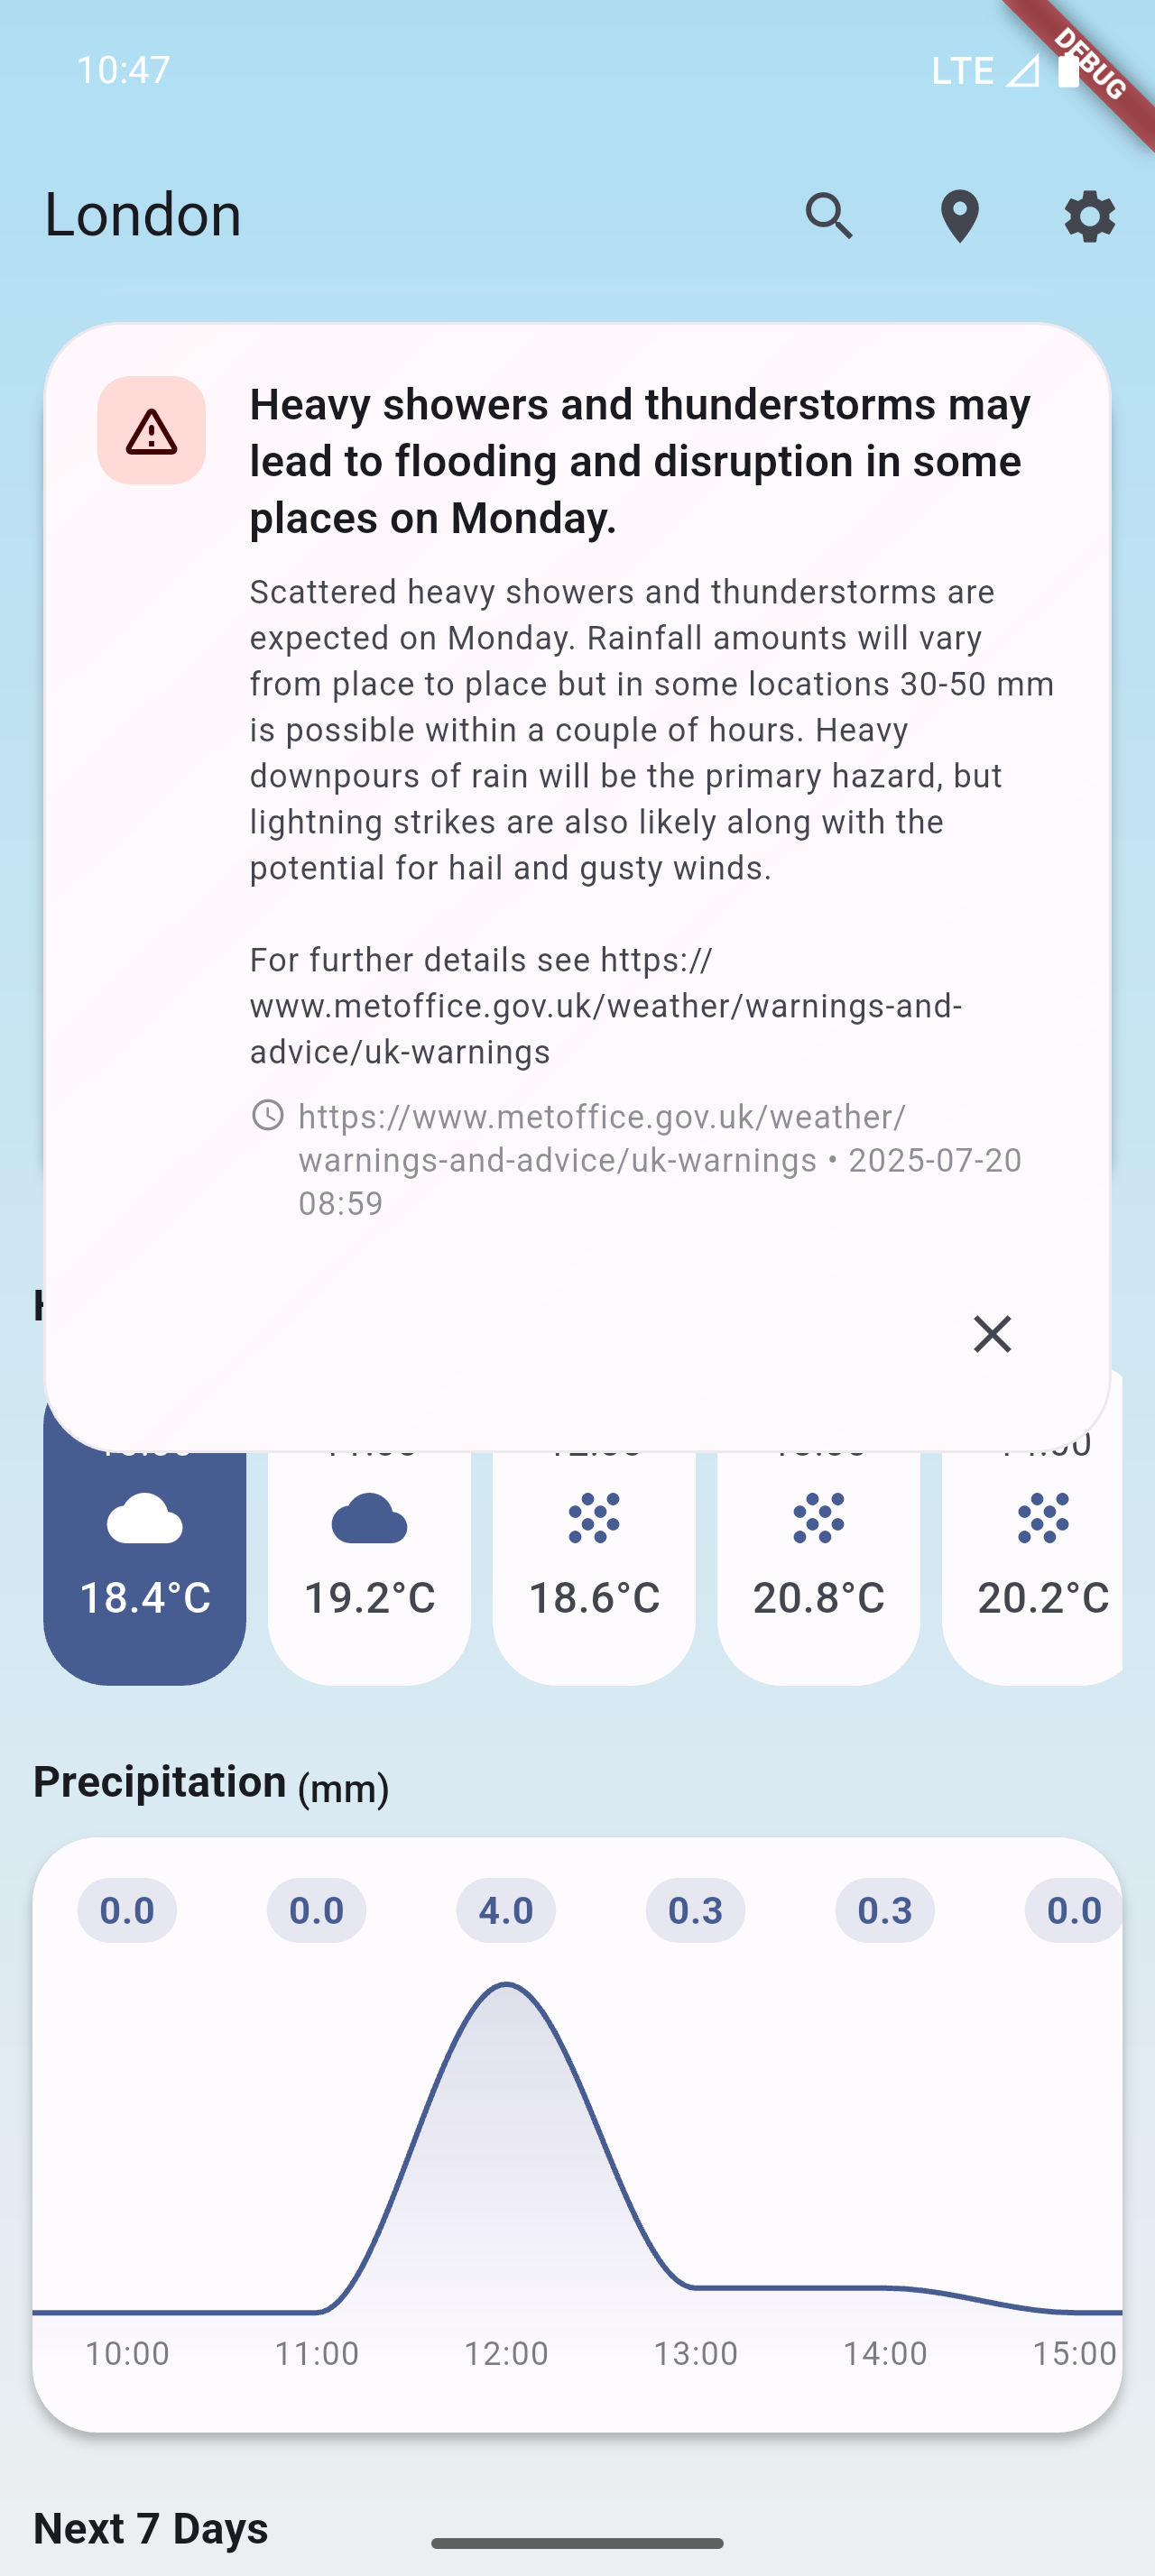 10:47
LTE
DEBUG
London
Heavy showers and thunderstorms may
lead to flooding and disruption in some
places on Monday.
Scattered heavy showers and thunderstorms are
expected on Monday. Rainfall amounts will vary
from place to place but in some locations 30-50 mm
is possible within a couple of hours. Heavy
downpours of rain will be the primary hazard, but
lightning strikes are also likely along with the
potential for hail and gusty winds.
For further details see https://
www.metoffice.gov.uk/weather/warnings-and-
advice/uk-warnings
https://www.metoffice.gov.uk/weather/
warnings-and-advice/uk-warnings • 2025-07-20
08:59
18.4°C 19.2°C 18.6°C 20.8°C 20.2°C
Precipitation (mm)
0.0 0.0 4.0 0.3 0.3 0.0
10:00 11:00 12:00 13:00 14:00 15:00
Next 7 Days